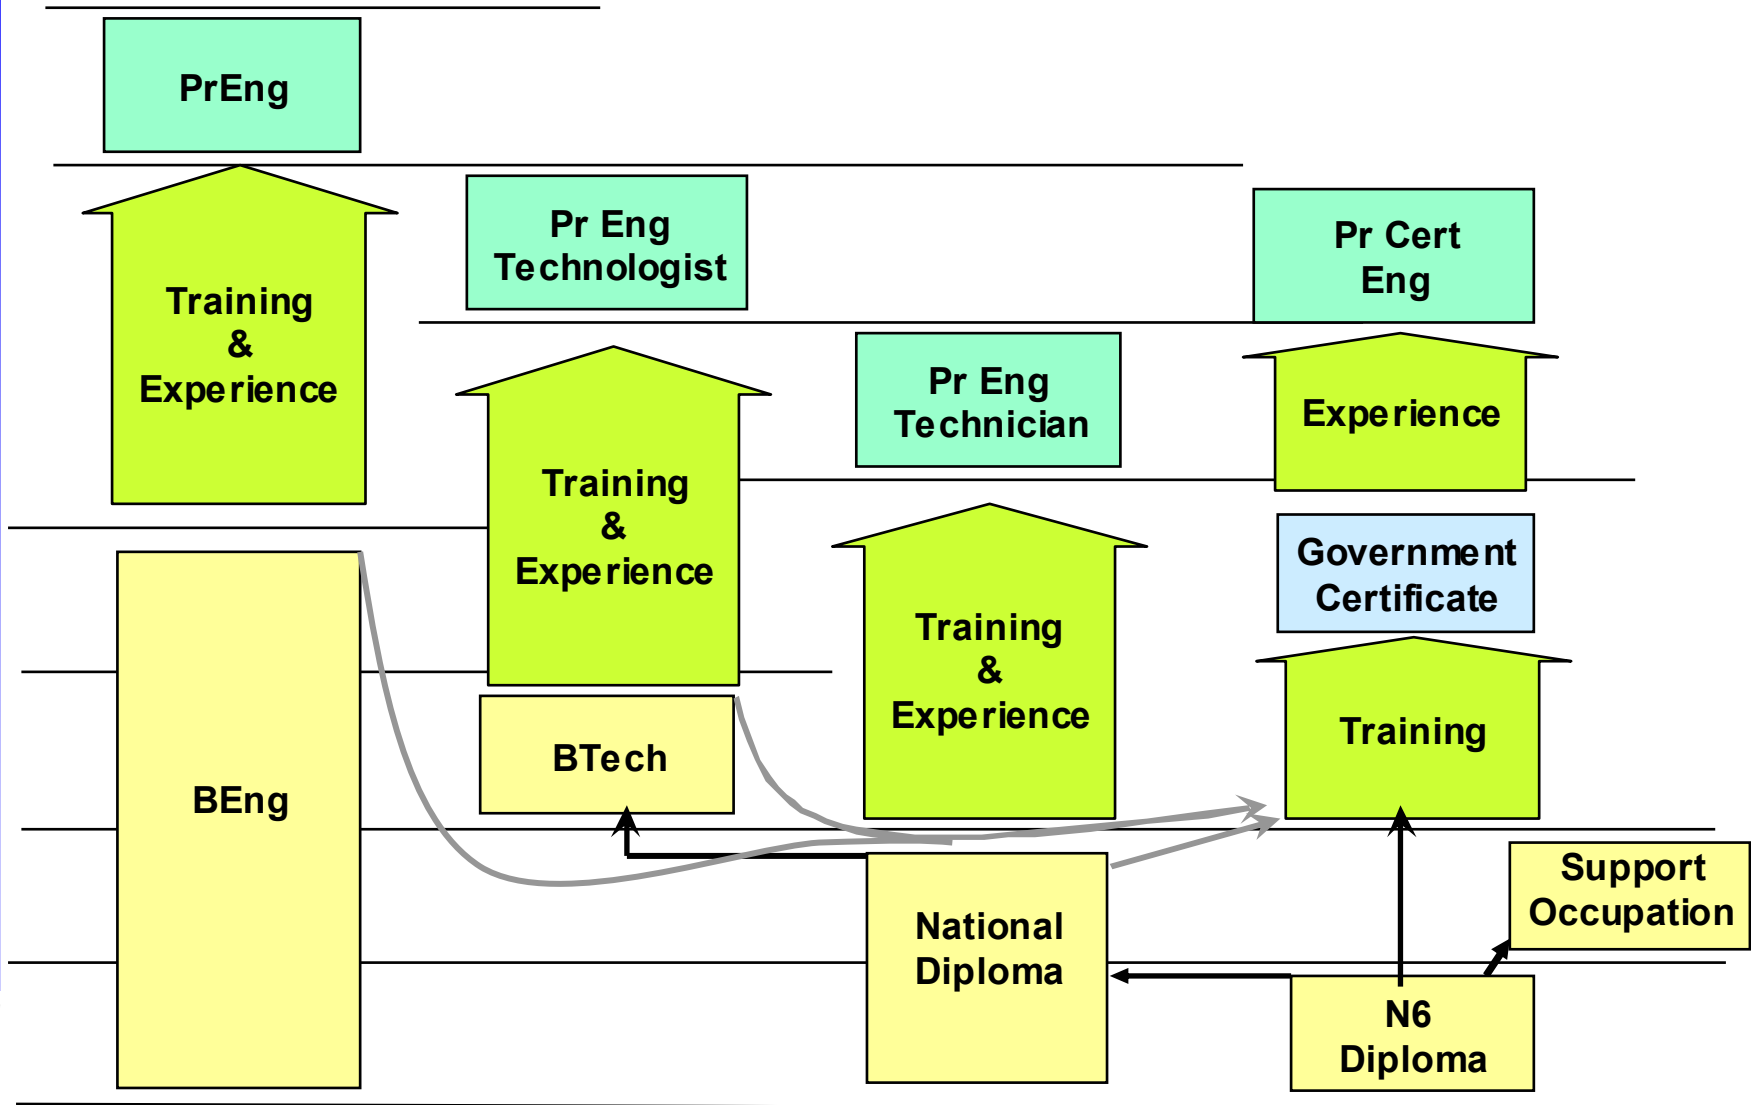 PrEng
Training
&
Experience
BEng
Pr Eng
Technologist
Training
&
Experience
BTech
Pr Eng
Technician
Training
&
Experience
National
Diploma
Pr Cert
Eng
Experience
Government
Certificate
Training
Support
Occupation
N6
Diploma